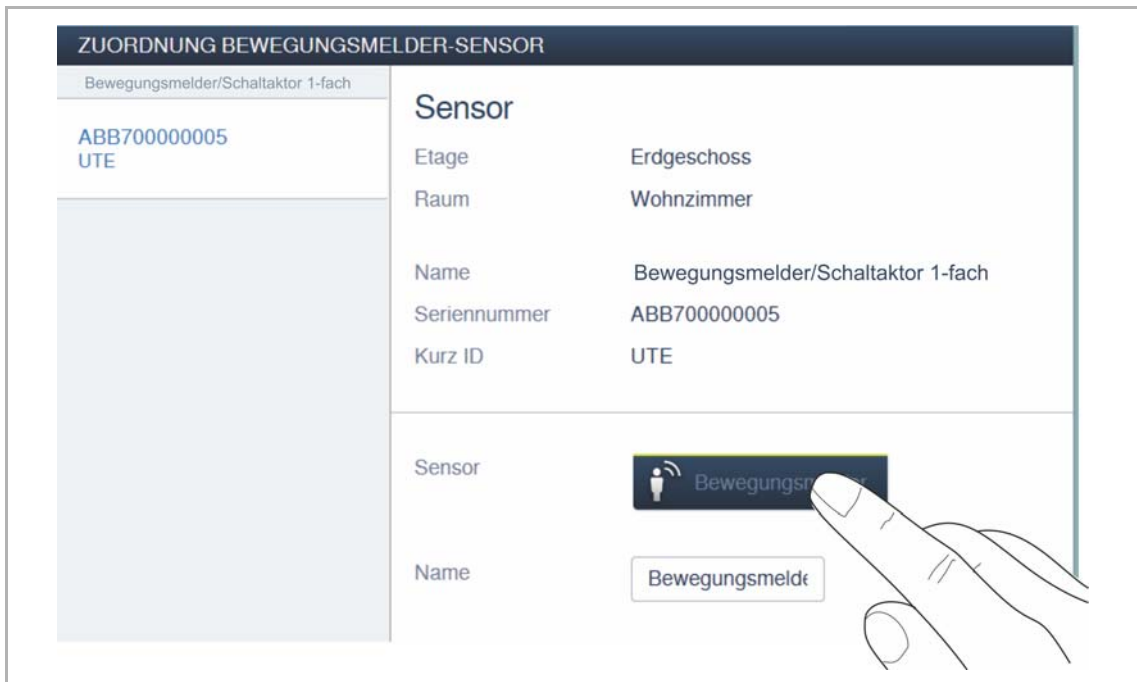 ZUORDNUNG BEWEGUNGSMELDER-SENSOR
Bewegungsmelder/Schaltaktor 1-fach
ABB700000005
UTE
Sensor
Etage Erdgeschoss
Raum Wohnzimmer
Name Bewegungsmelder/Schaltaktor 1-fach
Seriennummer ABB700000005
Kurz ID UTE
Sensor
Name Bewegungsmelde